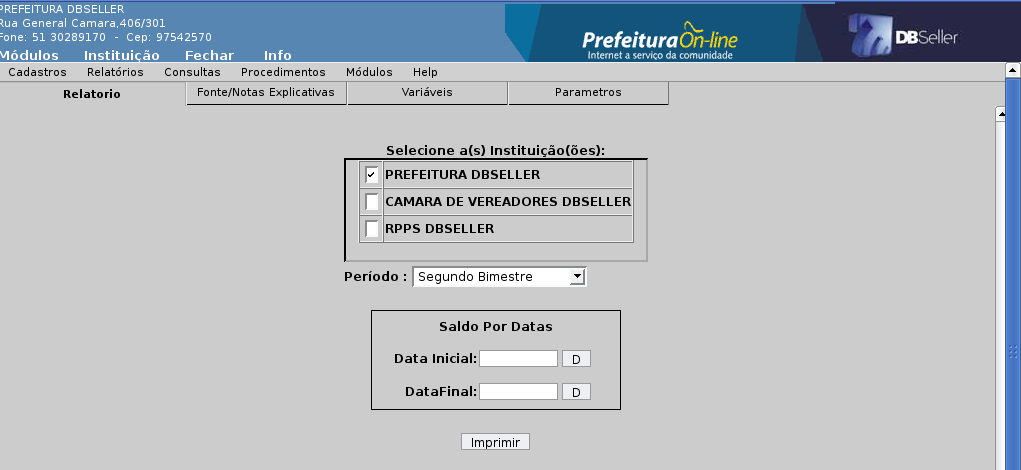 PREFEITURA DBSELLER
Rua General Camara,406/301
Fone: 51 30289170 - Cep: 97542570
Módulos Instituição Fechar Info
Prefeitura On-line
Internet a serviço da comunidade
DBSeller
Cadastros Relatórios Consultas Procedimentos Módulos Help
Relatorio Fonte/Notas Explicativas Variáveis Parametros
Selecione a(s) Instituição(ões):
PREFEITURA DBSELLER
CAMARA DE VEREADORES DBSELLER
RPPS DBSELLER
Período : Segundo Bimestre
Saldo Por Datas
Data Inicial: D
DataFinal: D
Imprimir